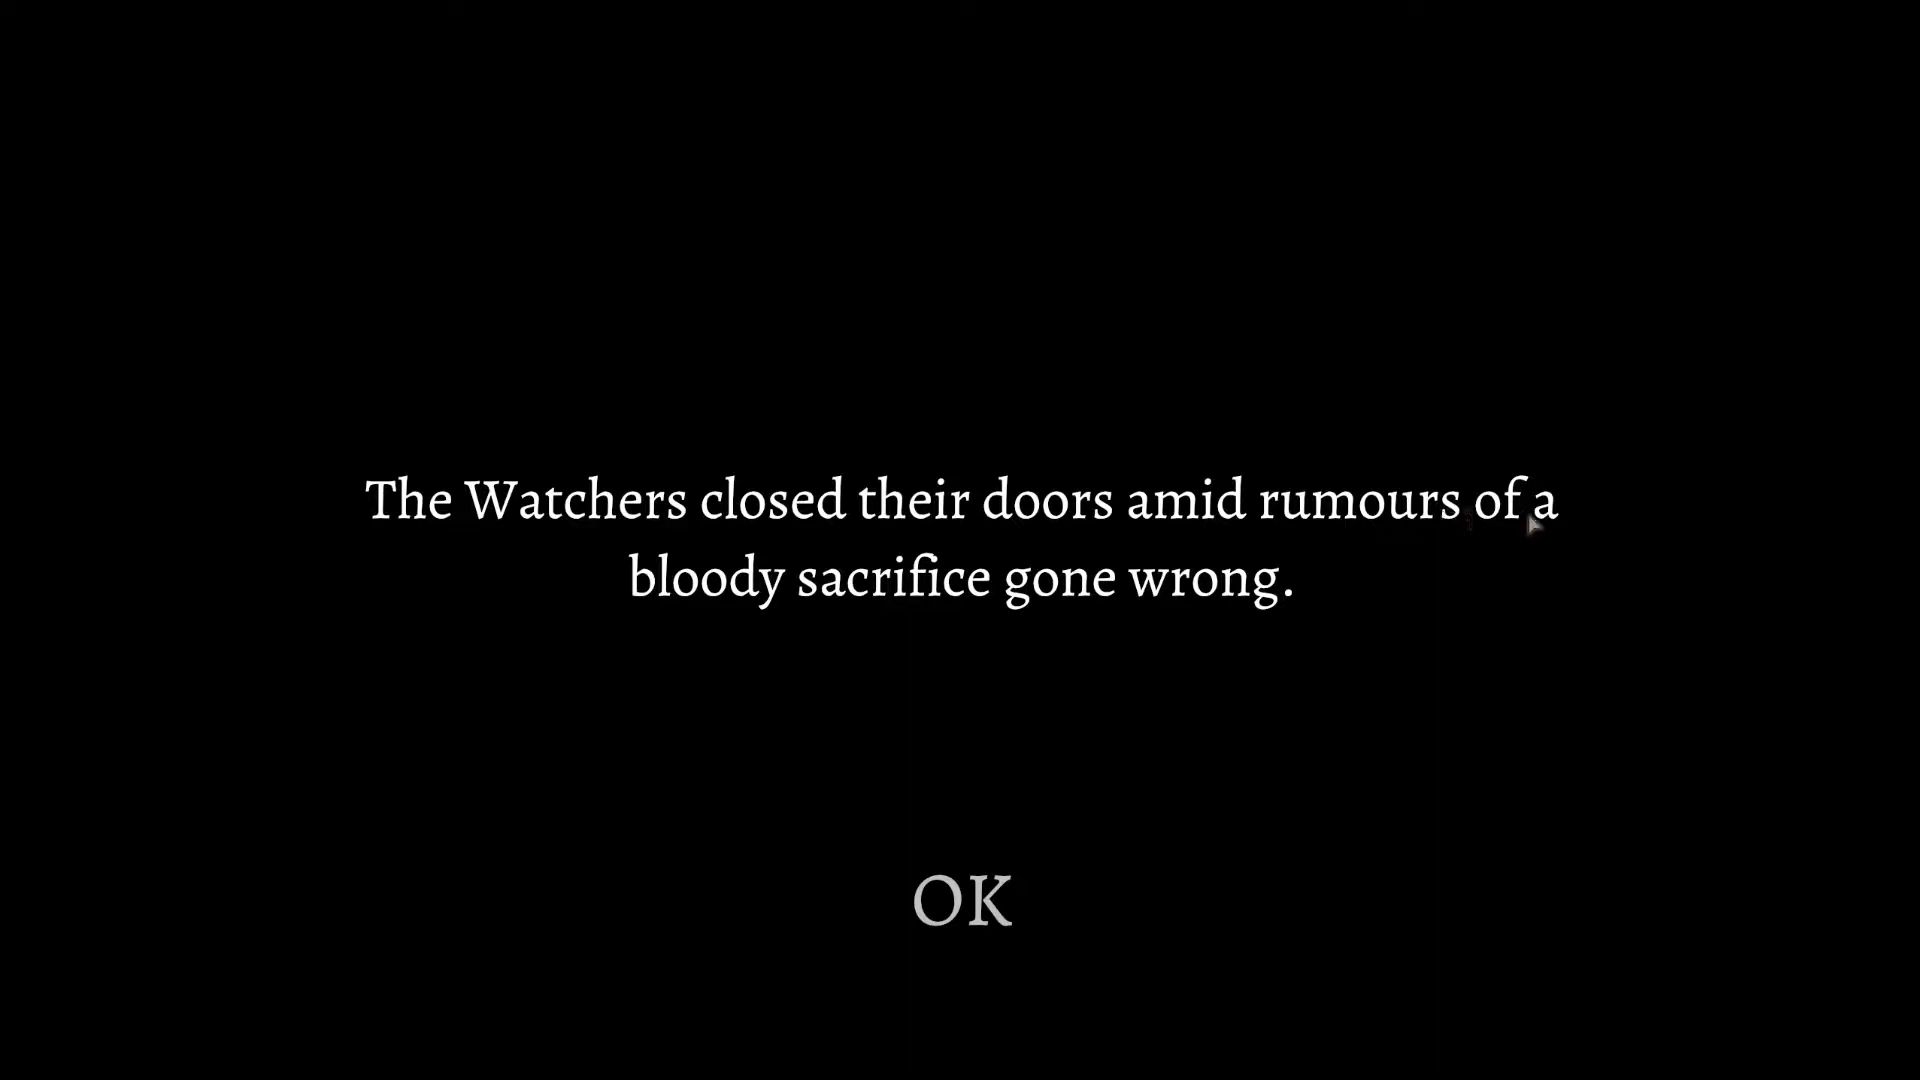 The Watchers closed their doors amid rumours of a
bloody sacrifice gone wrong.
OK